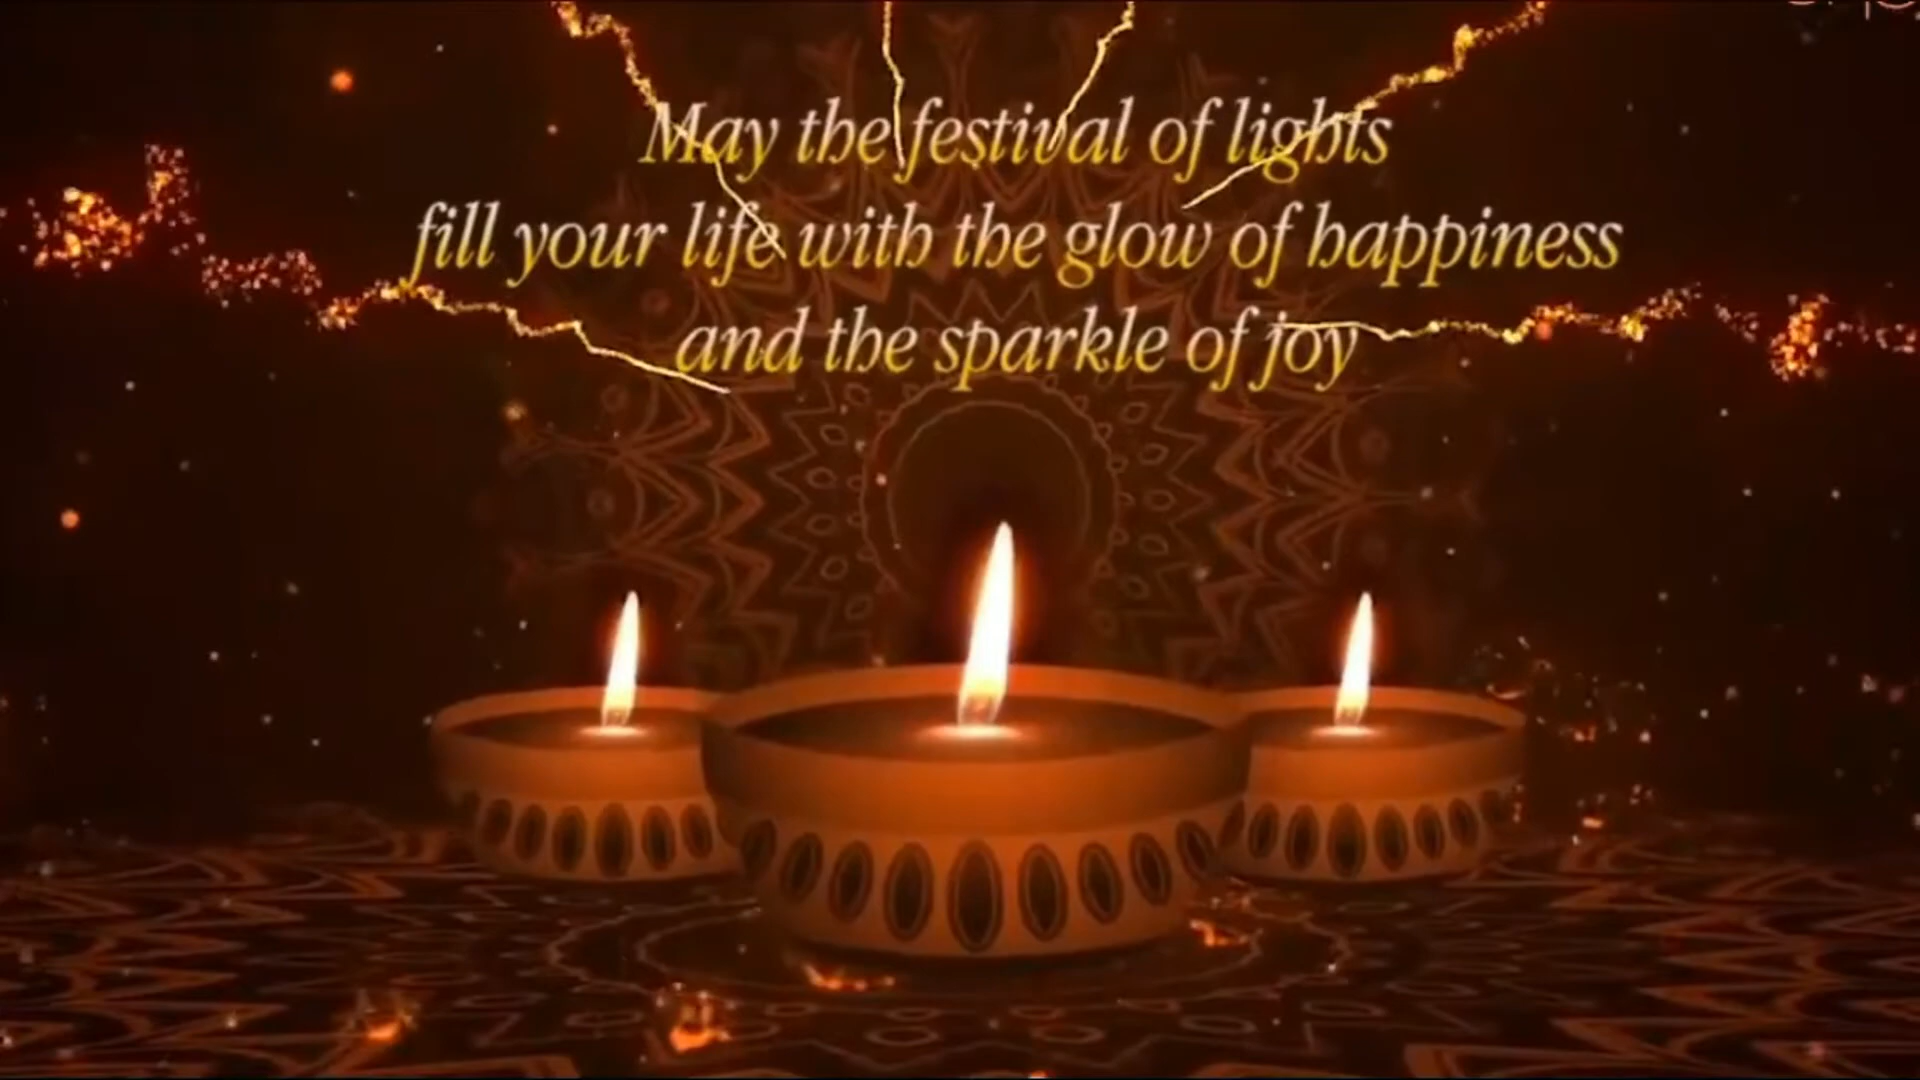 May the festival of lights
fill your life with the glow of happiness
and the sparkle of joy